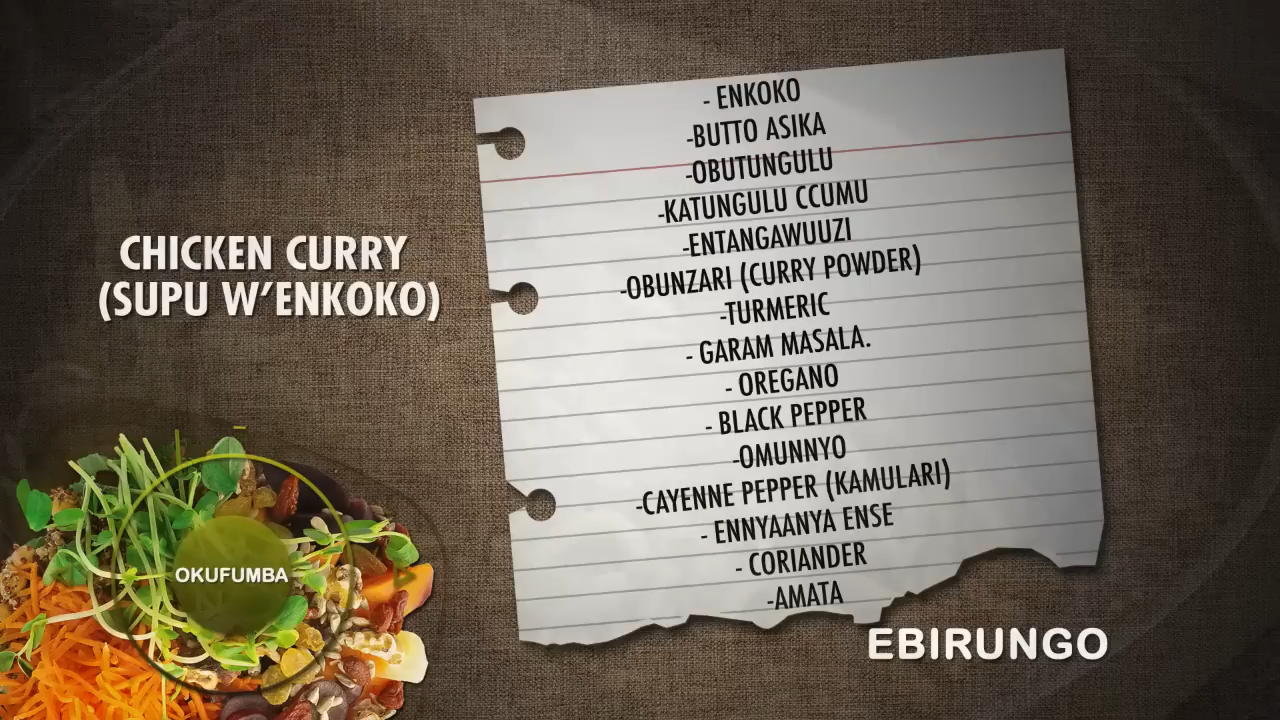 CHICKEN CURRY
(SUPU W'ENKOKO)
- ENKOKO
-BUTTO ASIKA
-OBUTUNGULU
-KATUNGULU CCUMU
-ENTANGAWUUZI
-OBUNZARI (CURRY POWDER)
-TURMERIC
- GARAM MASALA.
- OREGANO
- BLACK PEPPER
-OMUNNYO
-CAYENNE PEPPER (KAMULARI)
- ENNYAANYA ENSE
- CORIANDER
-AMATA
OKUFUMBA
EBIRUNGO